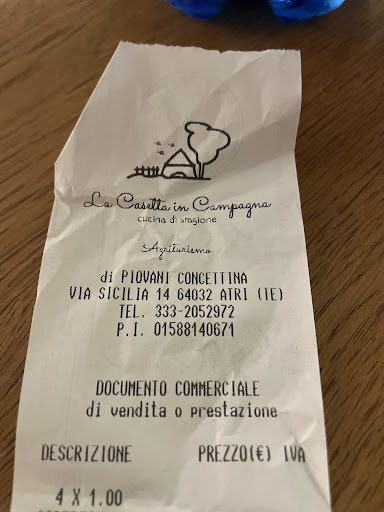 La Casetta in Campagna
cucina di stagione
Agriturismo
di PIOVANI CONCETTINA
VIA SICILIA 14 64032 ATRI (TE)
TEL. 333-2052972
P.I. 01588140671
DOCUMENTO COMMERCIALE
di vendita o prestazione
DESCRIZIONE PREZZO(€) IVA
4 X 1.00